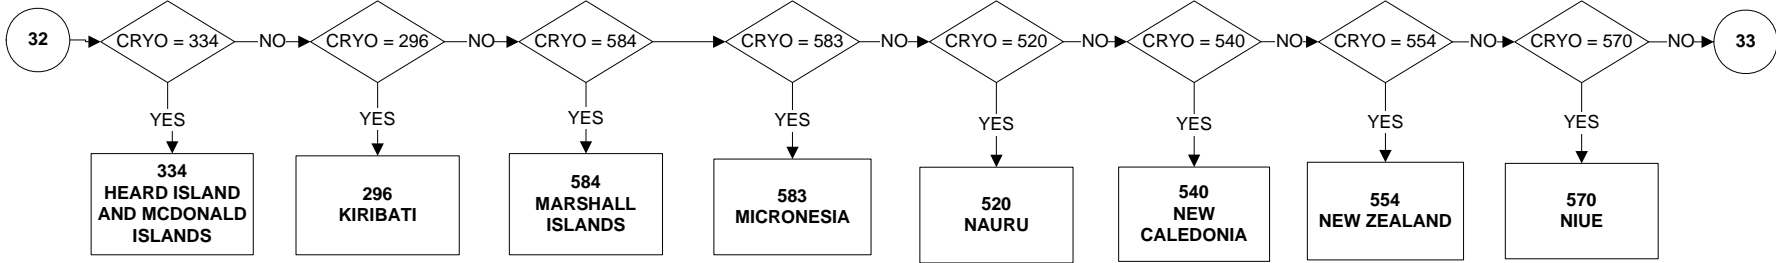 32
CRYO = 334
NO
CRYO = 296
NO
CRYO = 584
CRYO = 583
NO
CRYO = 520
NO
CRYO = 540
NO
CRYO = 554
NO
CRYO = 570
NO
33
YES
YES
YES
YES
YES
YES
YES
YES
334
HEARD ISLAND
AND MCDONALD
ISLANDS
296
KIRIBATI
584
MARSHALL
ISLANDS
583
MICRONESIA
520
NAURU
540
NEW
CALEDONIA
554
NEW ZEALAND
570
NIUE